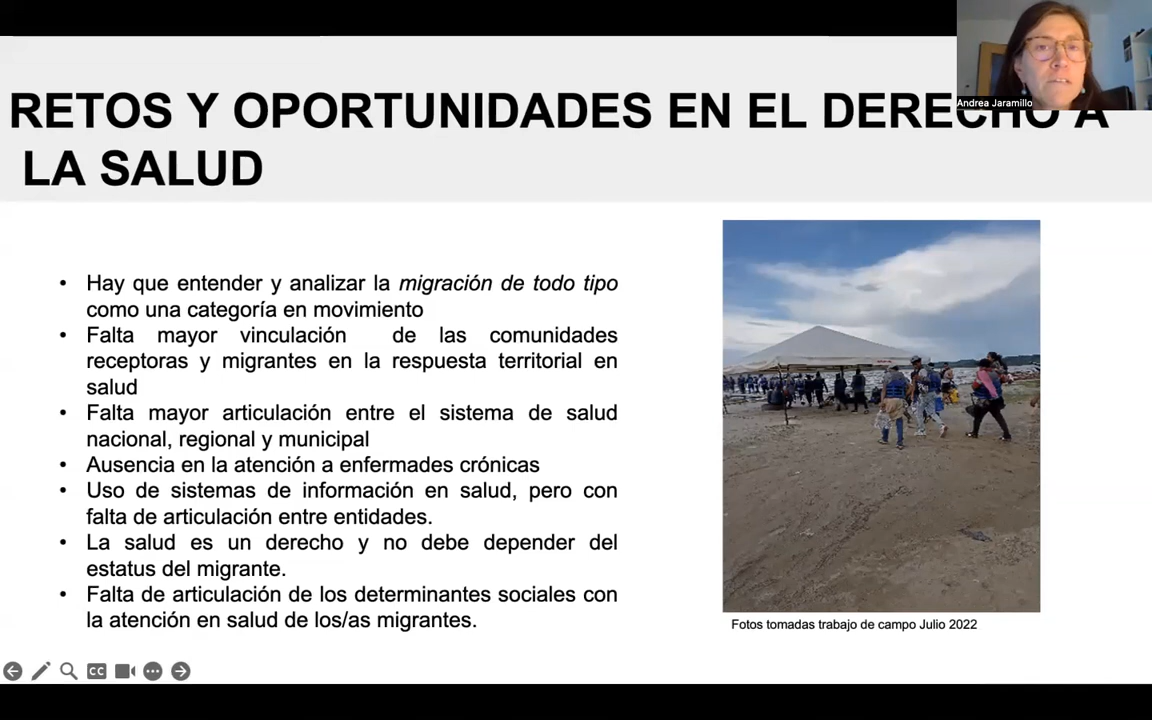 Andrea Jaramillo
RETOS Y OPORTUNIDADES EN EL DERECHO A
LA SALUD
• Hay que entender y analizar la migración de todo tipo
como una categoría en movimiento
• Falta mayor vinculación de las comunidades
receptoras y migrantes en la respuesta territorial en
salud
• Falta mayor articulación entre el sistema de salud
nacional, regional y municipal
• Ausencia en la atención a enfermades crónicas
• Uso de sistemas de información en salud, pero con
falta de articulación entre entidades.
• La salud es un derecho y no debe depender del
estatus del migrante.
• Falta de articulación de los determinantes sociales con
la atención en salud de los/as migrantes.
Fotos tomadas trabajo de campo Julio 2022
CC